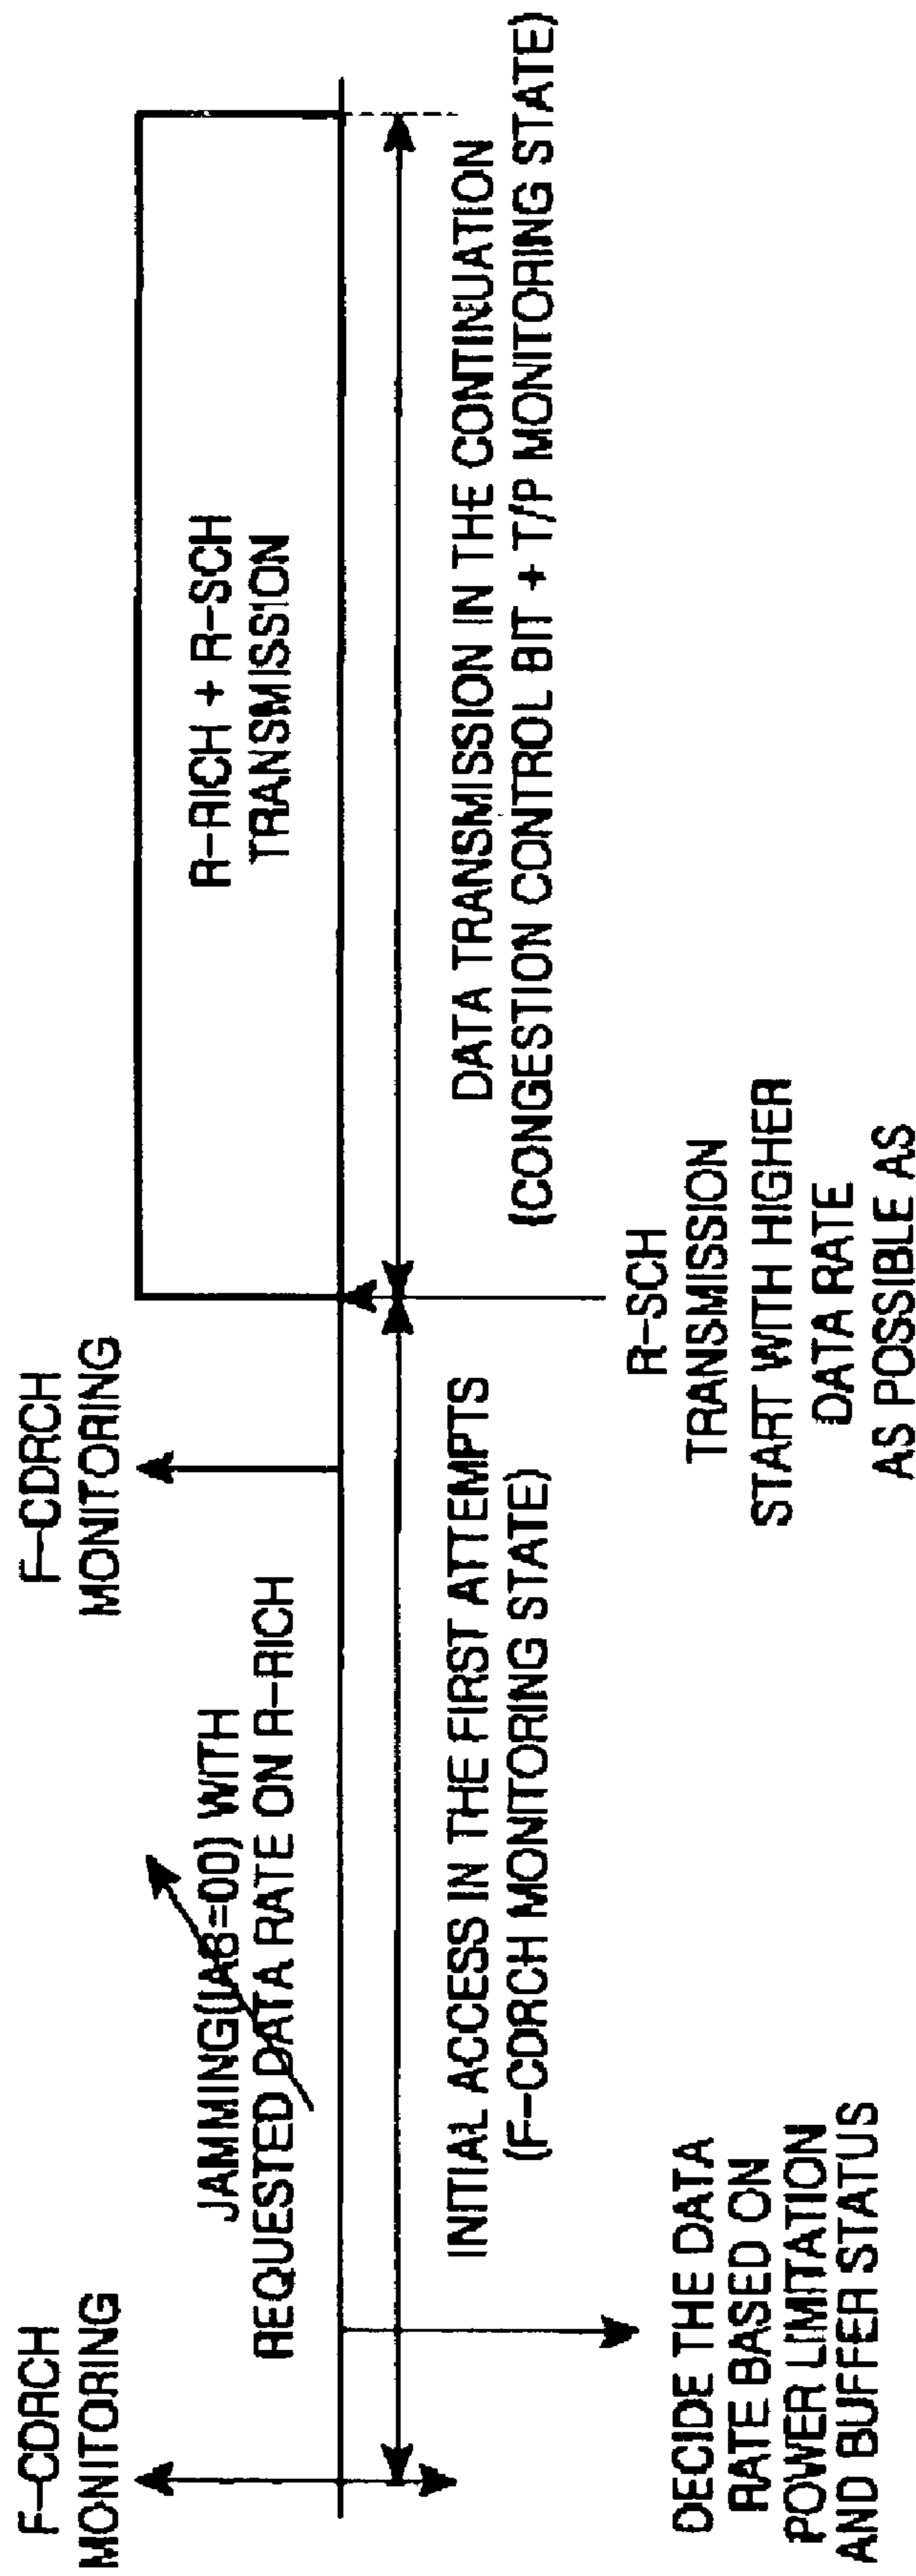 F-CDRCH
MONITORING
JAMMING(IAB=00) WITH
REQUESTED DATA RATE ON R-RICH
F-CDRCH
MONITORING
R-RICH + R-SCH
TRANSMISSION
INITIAL ACCESS IN THE FIRST ATTEMPTS
(F-CDRCH MONITORING STATE)
DATA TRANSMISSION IN THE CONTINUATION
(CONGESTION CONTROL BIT + T/P MONITORING STATE)
DECIDE THE DATA
RATE BASED ON
POWER LIMITATION
AND BUFFER STATUS
R-SCH
TRANSMISSION
START WITH HIGHER
DATA RATE
AS POSSIBLE AS